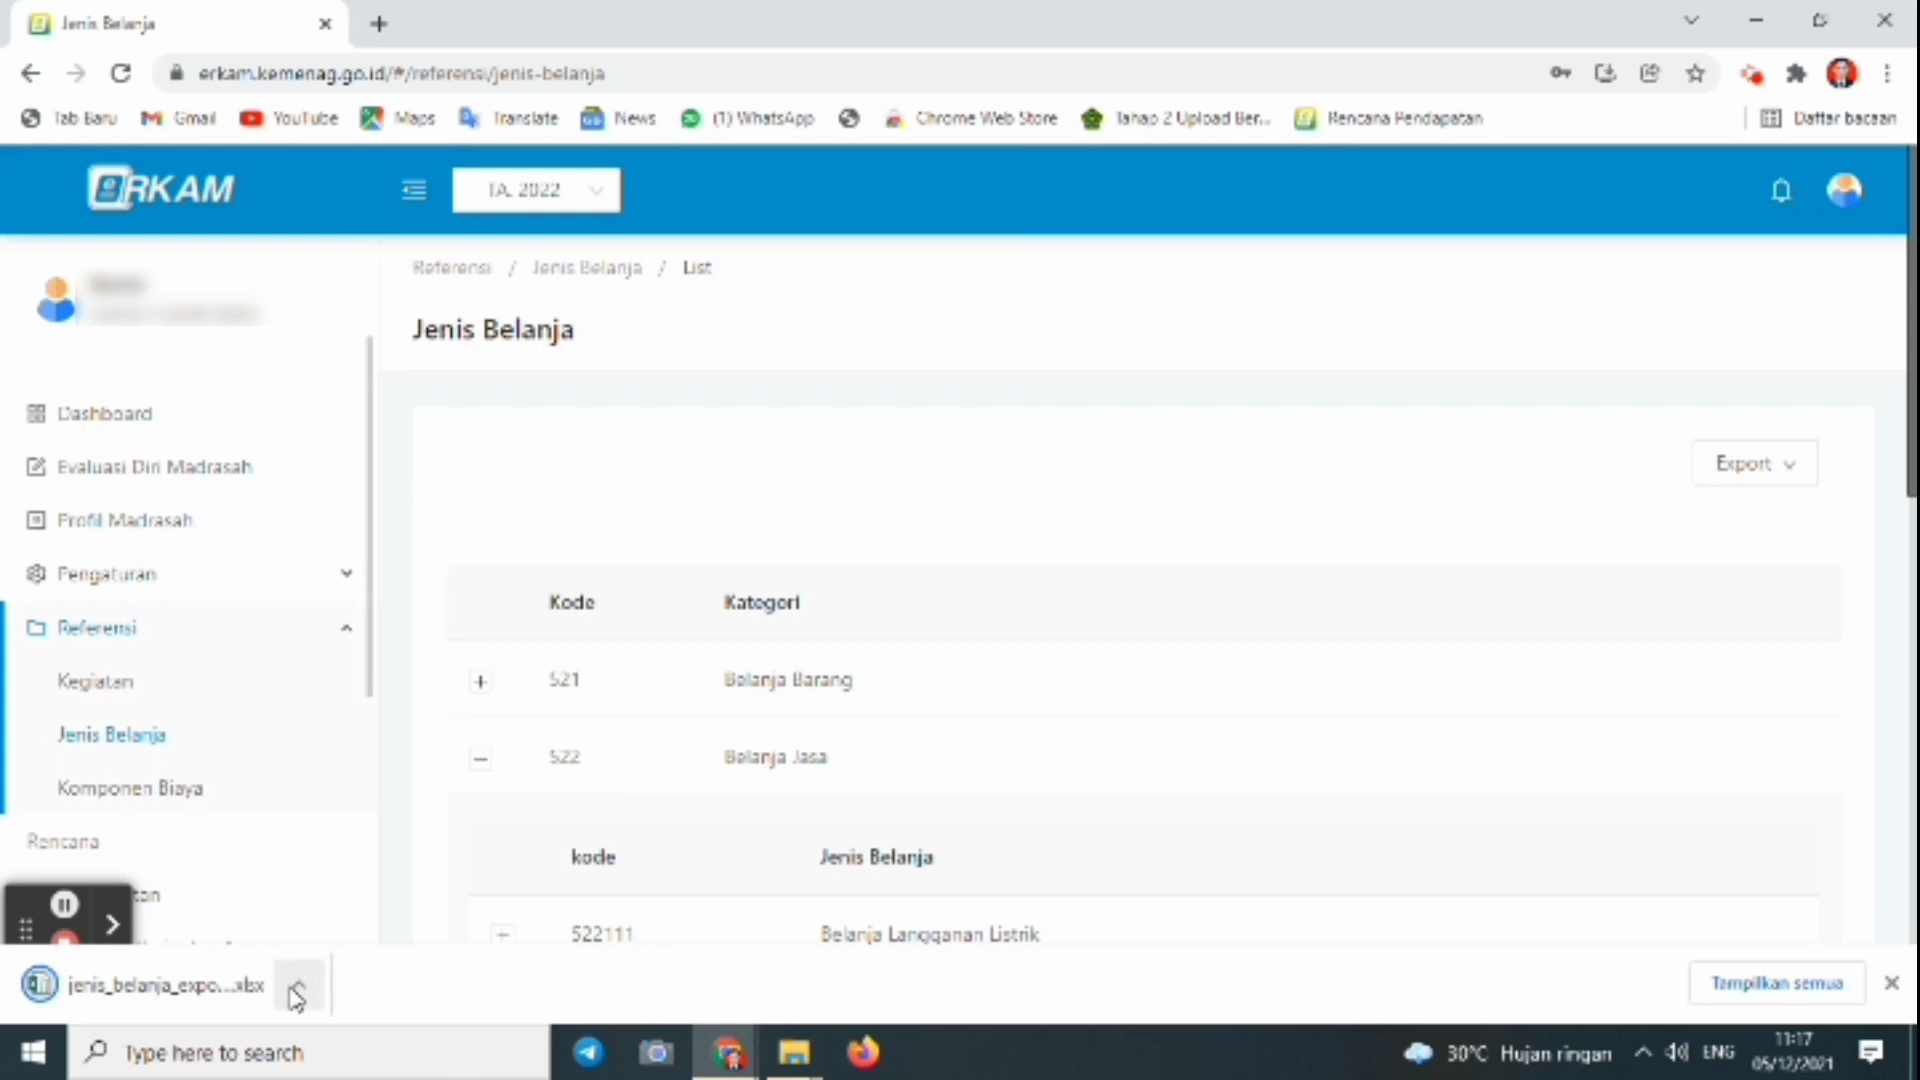 Jenis Belanja
erkam.kemenag.go.id/#/referensi/jenis-belanja
Tab Baru Gmail YouTube Maps Translate News (1) WhatsApp Chrome Web Store Tahap 2 Upload Ber... Rencana Pendapatan Daftar bacaan
eRKAM TA. 2022
Referensi / Jenis Belanja / List
Jenis Belanja
Dashboard
Evaluasi Diri Madrasah
Profil Madrasah
Pengaturan
Referensi
Kegiatan
Jenis Belanja
Komponen Biaya
Rencana
Export
Kode Kategori
521 Belanja Barang
522 Belanja Jasa
kode Jenis Belanja
522111 Belanja Langganan Listrik
jenis_belanja_expo....xlsx
Tampilkan semua
Type here to search
30°C Hujan ringan ENG
11:17
05/12/2021